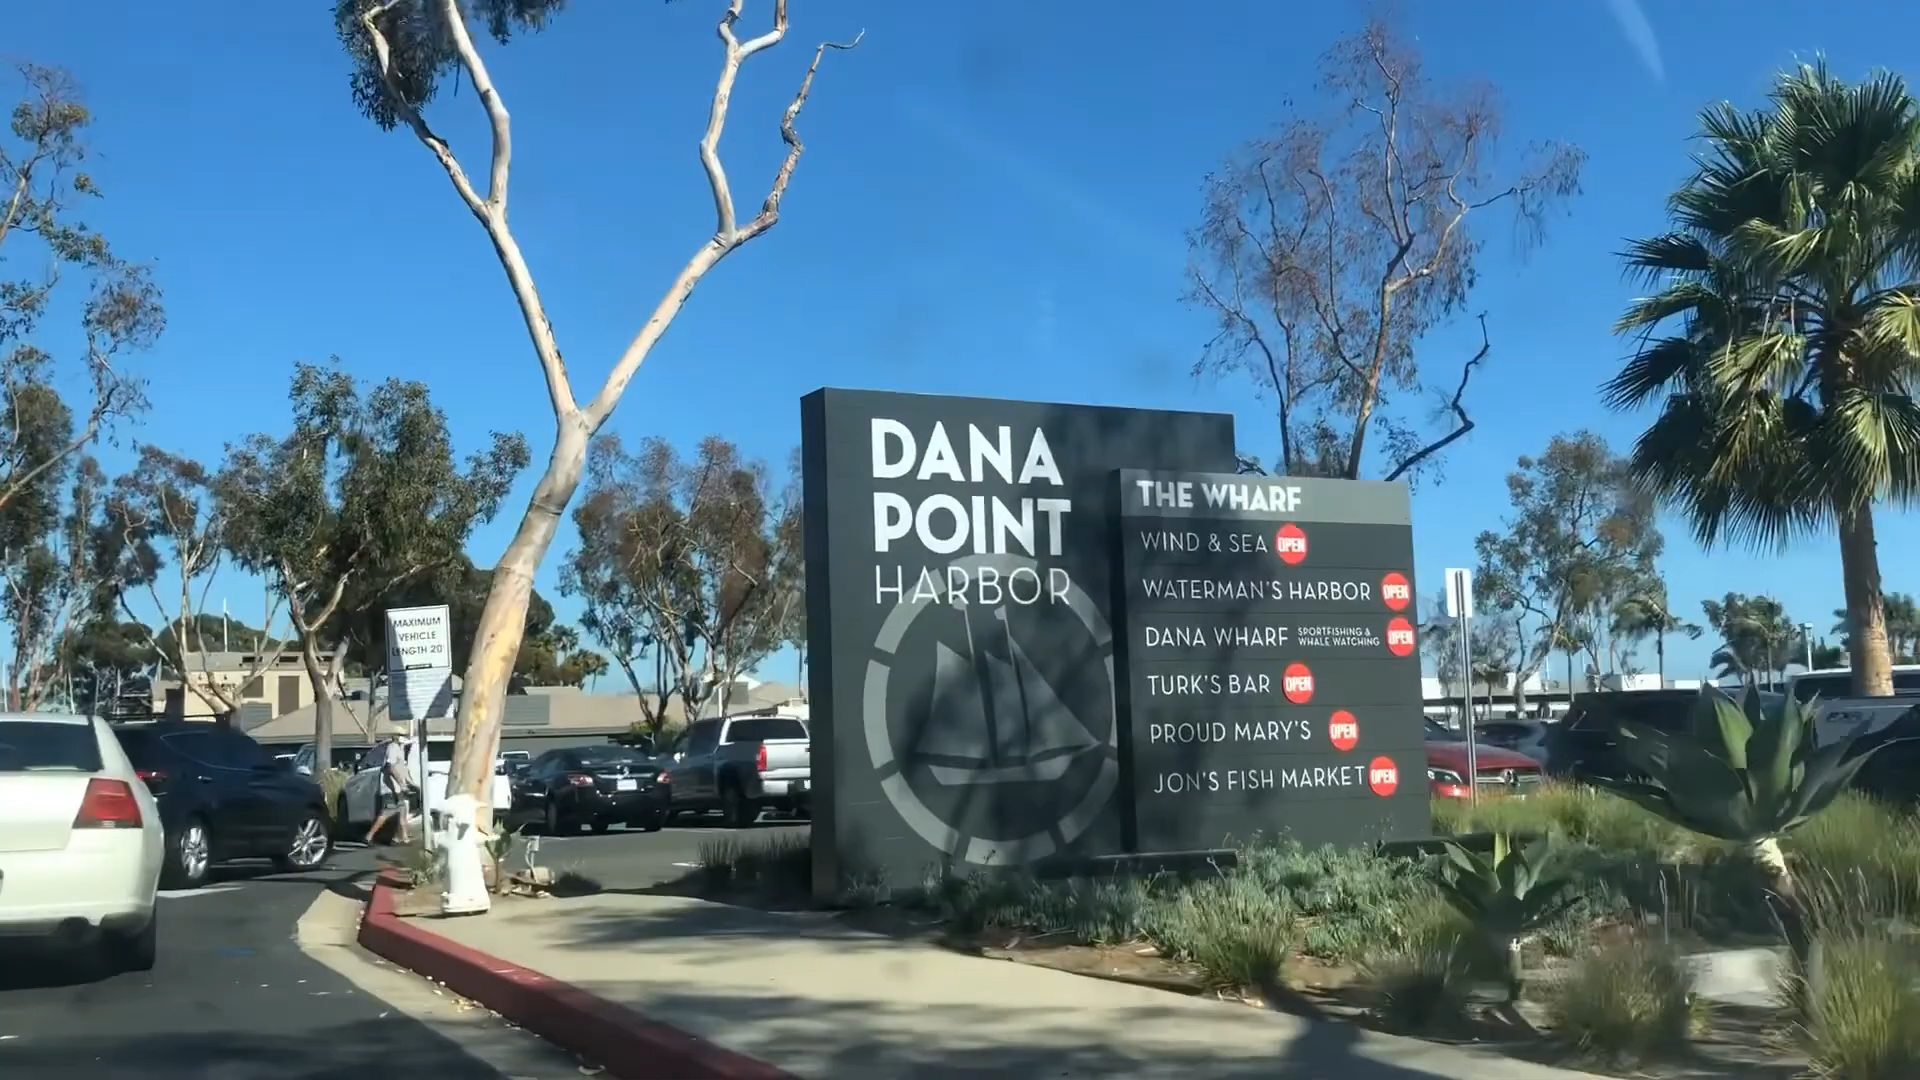 MAXIMUM
VEHICLE
LENGTH 20'
DANA
POINT
HARBOR
THE WHARF
WIND & SEA OPEN
WATERMAN'S HARBOR OPEN
DANA WHARF SPORTFISHING & WHALE WATCHING OPEN
TURK'S BAR OPEN
PROUD MARY'S OPEN
JON'S FISH MARKET OPEN